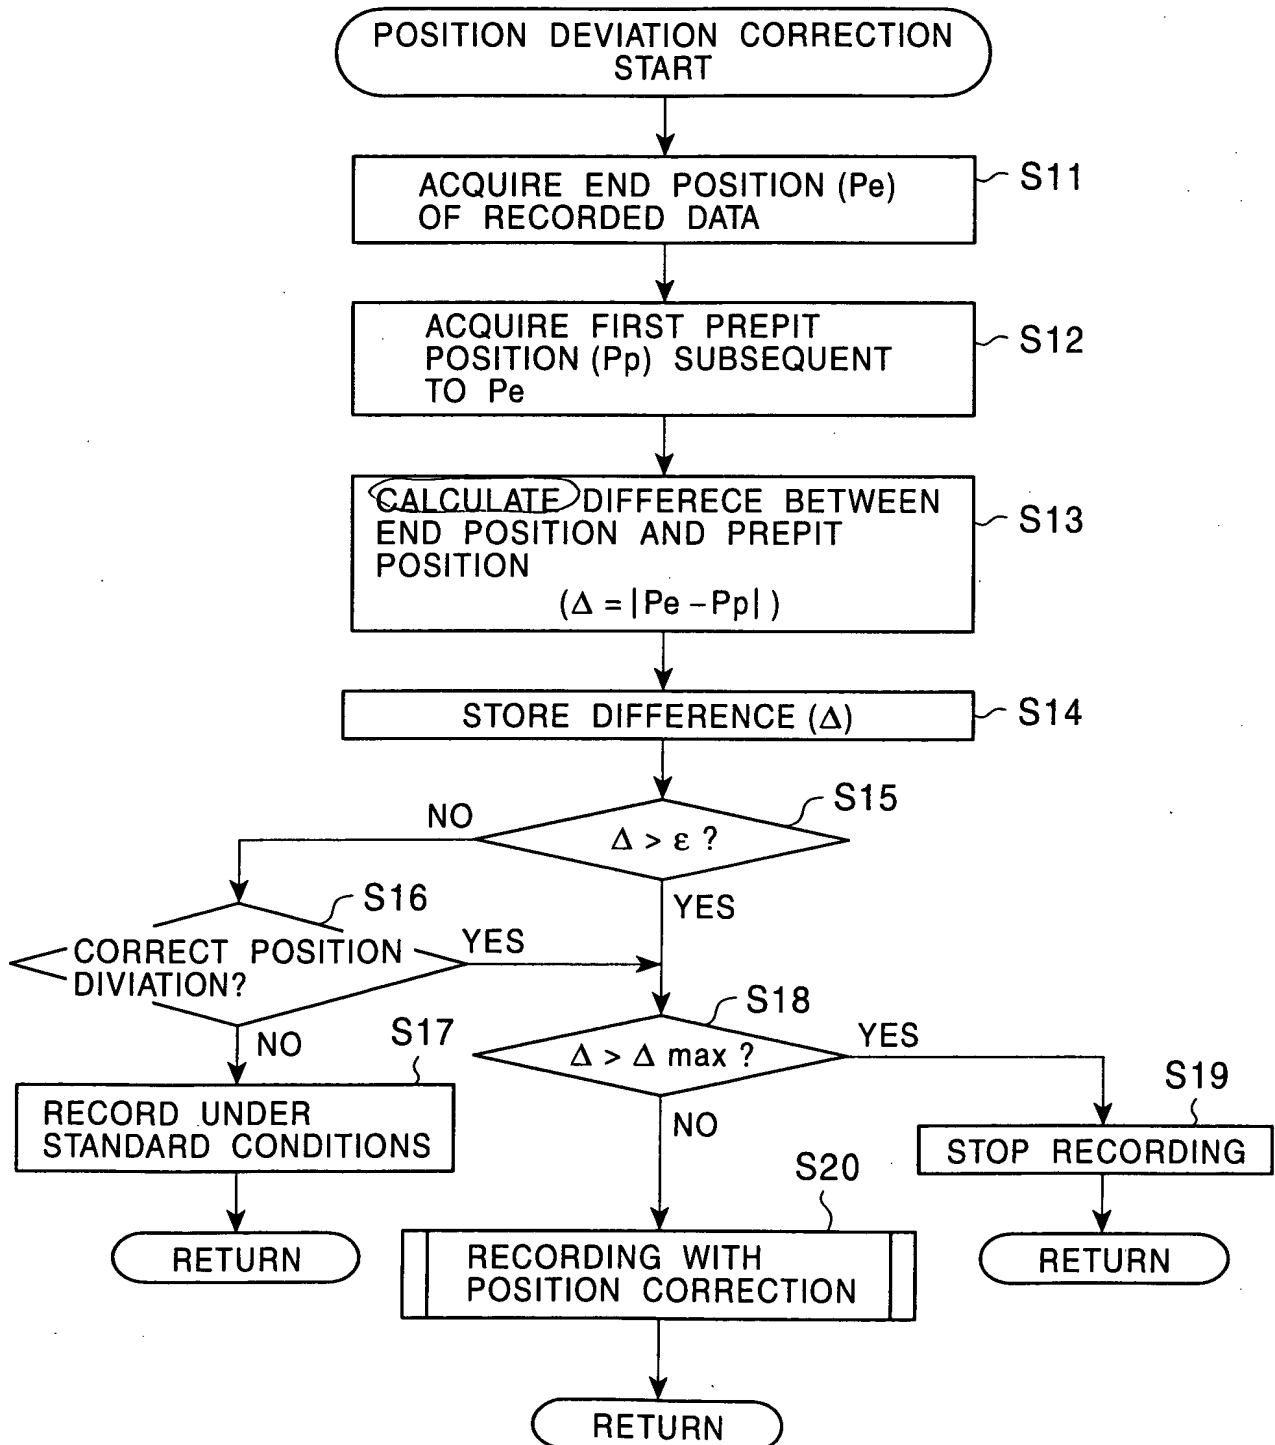 POSITION DEVIATION CORRECTION
START
ACQUIRE END POSITION (Pe)
OF RECORDED DATA
S11
ACQUIRE FIRST PREPIT
POSITION (Pp) SUBSEQUENT
TO Pe
S12
CALCULATE DIFFERECE BETWEEN
END POSITION AND PREPIT
POSITION
(Δ = |Pe – Pp| )
S13
STORE DIFFERENCE (Δ)
S14
S15
NO
Δ > ε ?
YES
S16
CORRECT POSITION
DIVIATION?
YES
NO
S17
RECORD UNDER
STANDARD CONDITIONS
RETURN
S18
Δ > Δ max ?
YES
NO
S19
STOP RECORDING
RETURN
S20
RECORDING WITH
POSITION CORRECTION
RETURN